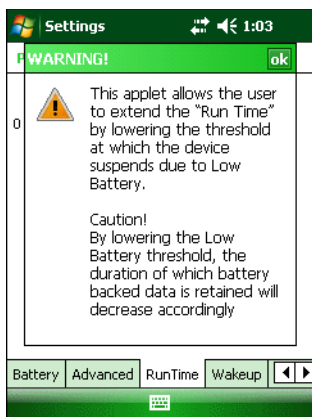 Settings 1:03
P
WARNING! ok
0
This applet allows the user
to extend the “Run Time”
by lowering the threshold
at which the device
suspends due to Low
Battery.
Caution!
By lowering the Low
Battery threshold, the
duration of which battery
backed data is retained will
decrease accordingly
Battery Advanced RunTime Wakeup